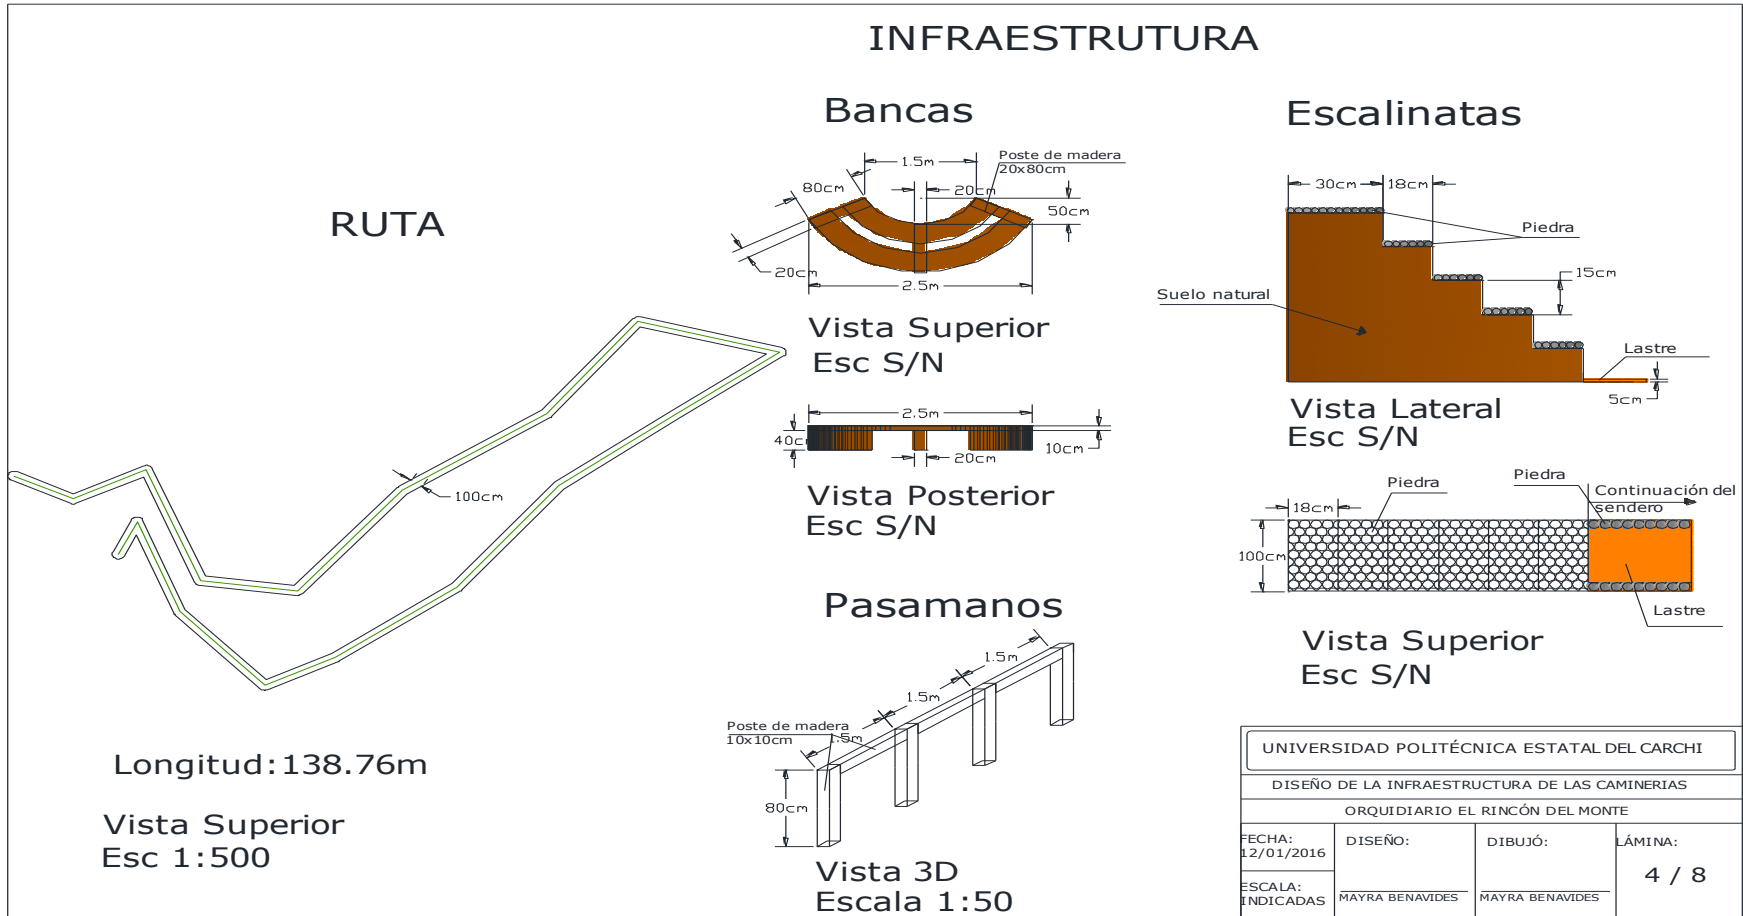 INFRAESTRUTURA
RUTA
100cm
Longitud:138.76m
Vista Superior
Esc 1:500
Bancas
1.5m
Poste de madera
20x80cm
80cm
20cm
50cm
20cm
2.5m
Vista Superior
Esc S/N
2.5m
40cm
10cm
20cm
Vista Posterior
Esc S/N
Pasamanos
1.5m
1.5m
Poste de madera
10x10cm
1.5m
80cm
Vista 3D
Escala 1:50
Escalinatas
30cm
18cm
Piedra
15cm
Suelo natural
Lastre
5cm
Vista Lateral
Esc S/N
Piedra
Piedra
Continuación del
sendero
18cm
100cm
Lastre
Vista Superior
Esc S/N
UNIVERSIDAD POLITÉCNICA ESTATAL DEL CARCHI
DISEÑO DE LA INFRAESTRUCTURA DE LAS CAMINERIAS
ORQUIDIARIO EL RINCÓN DEL MONTE
FECHA:
12/01/2016
DISEÑO:
DIBUJÓ:
LÁMINA:
4 / 8
ESCALA:
INDICADAS
MAYRA BENAVIDES
MAYRA BENAVIDES